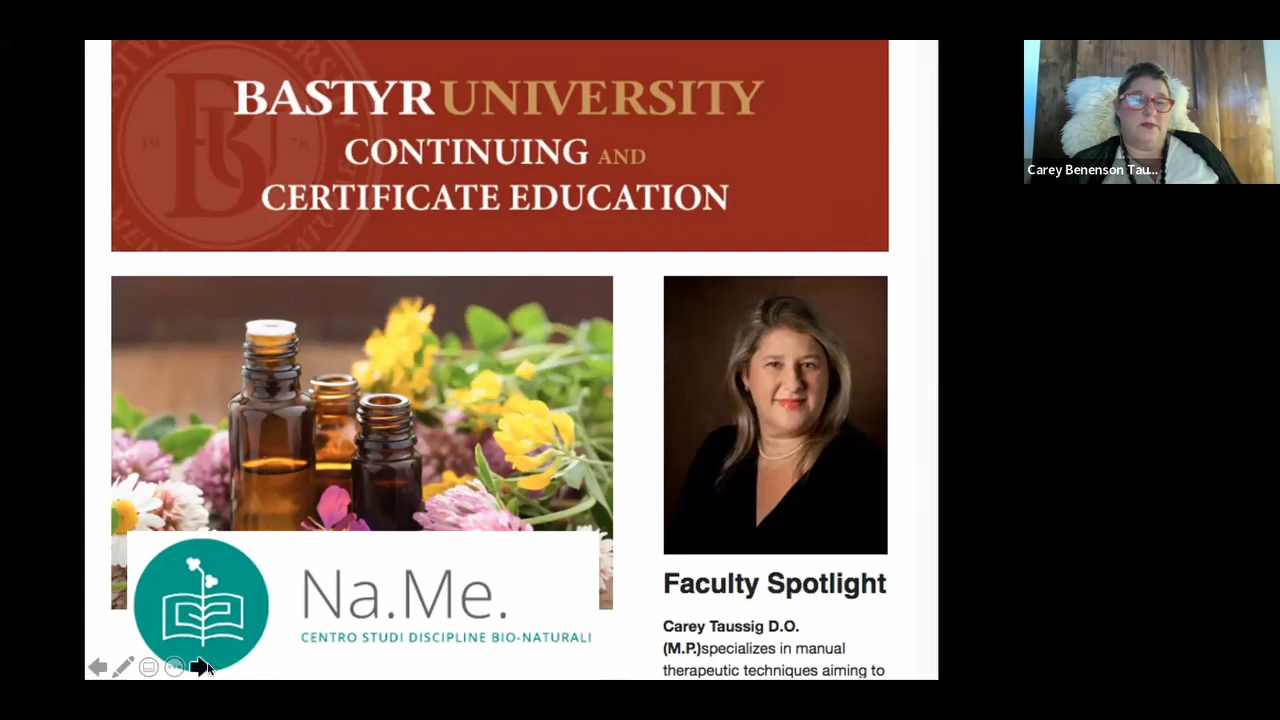 BASTYR UNIVERSITY
CONTINUING AND
CERTIFICATE EDUCATION
Carey Benenson Tau...
Na.Me.
CENTRO STUDI DISCIPLINE BIO-NATURALI
Faculty Spotlight
Carey Taussig D.O.
(M.P.)specializes in manual
therapeutic techniques aiming to